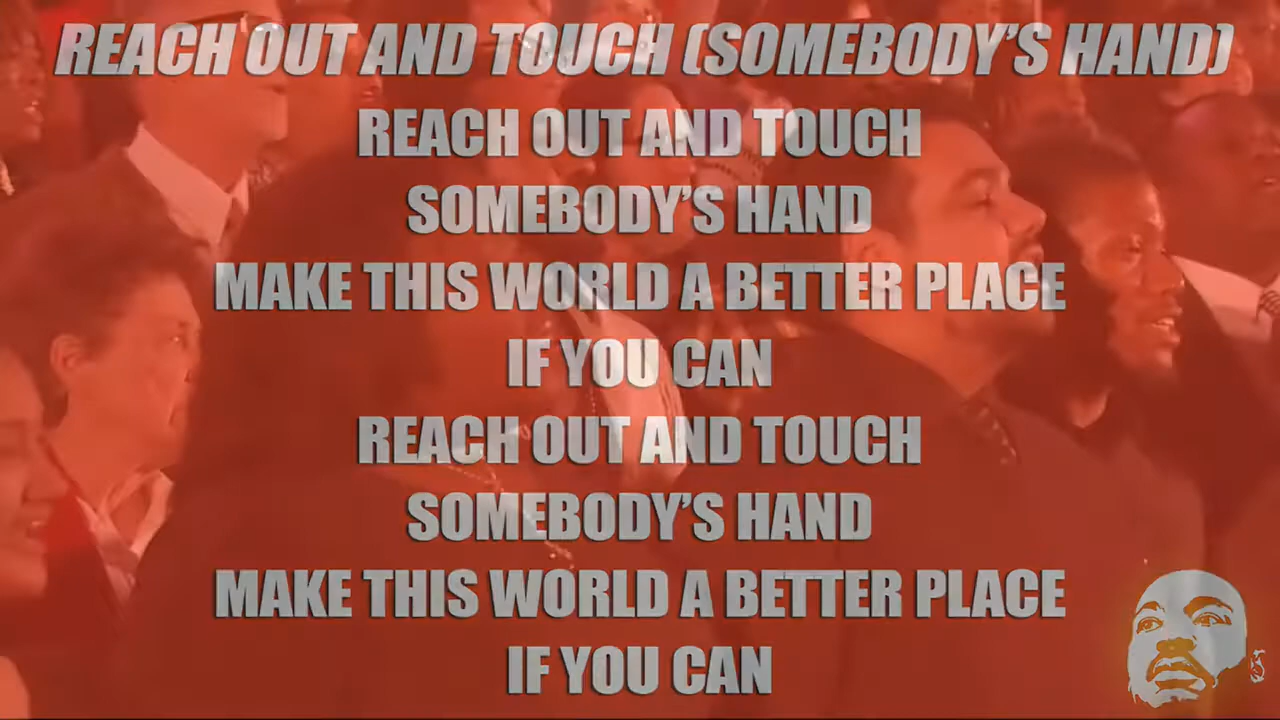 REACH OUT AND TOUCH (SOMEBODY'S HAND)
REACH OUT AND TOUCH
SOMEBODY'S HAND
MAKE THIS WORLD A BETTER PLACE
IF YOU CAN
REACH OUT AND TOUCH
SOMEBODY'S HAND
MAKE THIS WORLD A BETTER PLACE
IF YOU CAN